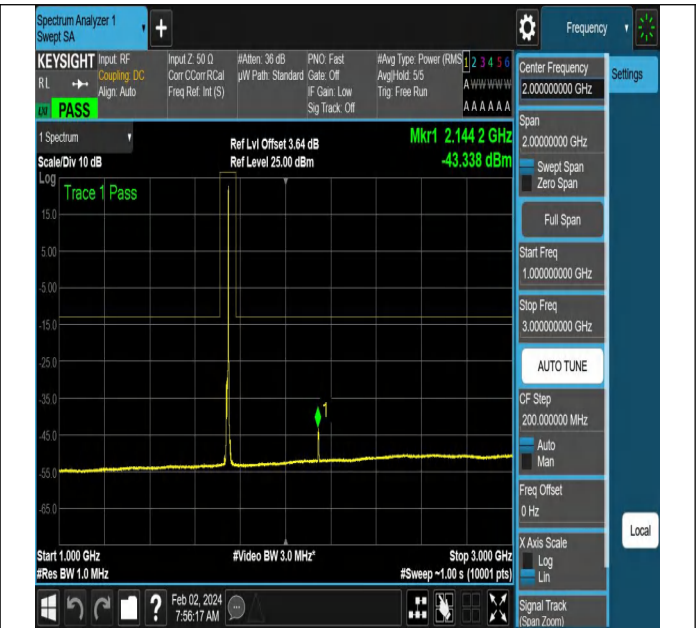 Spectrum Analyzer 1
Swept SA
Frequency
KEYSIGHT
RL
Input: RF
Coupling: DC
Align: Auto
Input Z: 50 Ω
Corr CCorr RCal
Freq Ref: Int (S)
#Atten: 36 dB
µW Path: Standard
PNO: Fast
Gate: Off
IF Gain: Low
Sig Track: Off
#Avg Type: Power (RMS
Avg|Hold: 5/5
Trig: Free Run
1 2 3 4 5 6
A W W W W W
A A A A A A
PASS
1 Spectrum
Scale/Div 10 dB
Ref Lvl Offset 3.64 dB
Ref Level 25.00 dBm
Mkr1 2.144 2 GHz
-43.338 dBm
Log
Trace 1 Pass
15.0
5.00
-5.00
-15.0
-25.0
-35.0
-45.0
-55.0
-65.0
1
Start 1.000 GHz
#Res BW 1.0 MHz
#Video BW 3.0 MHz*
Stop 3.000 GHz
#Sweep ~1.00 s (10001 pts)
Feb 02, 2024
7:56:17 AM
Center Frequency
2.000000000 GHz
Settings
Span
2.00000000 GHz
Swept Span
Zero Span
Full Span
Start Freq
1.000000000 GHz
Stop Freq
3.000000000 GHz
AUTO TUNE
CF Step
200.000000 MHz
Auto
Man
Freq Offset
0 Hz
X Axis Scale
Log
Lin
Local
Signal Track
(Span Zoom)